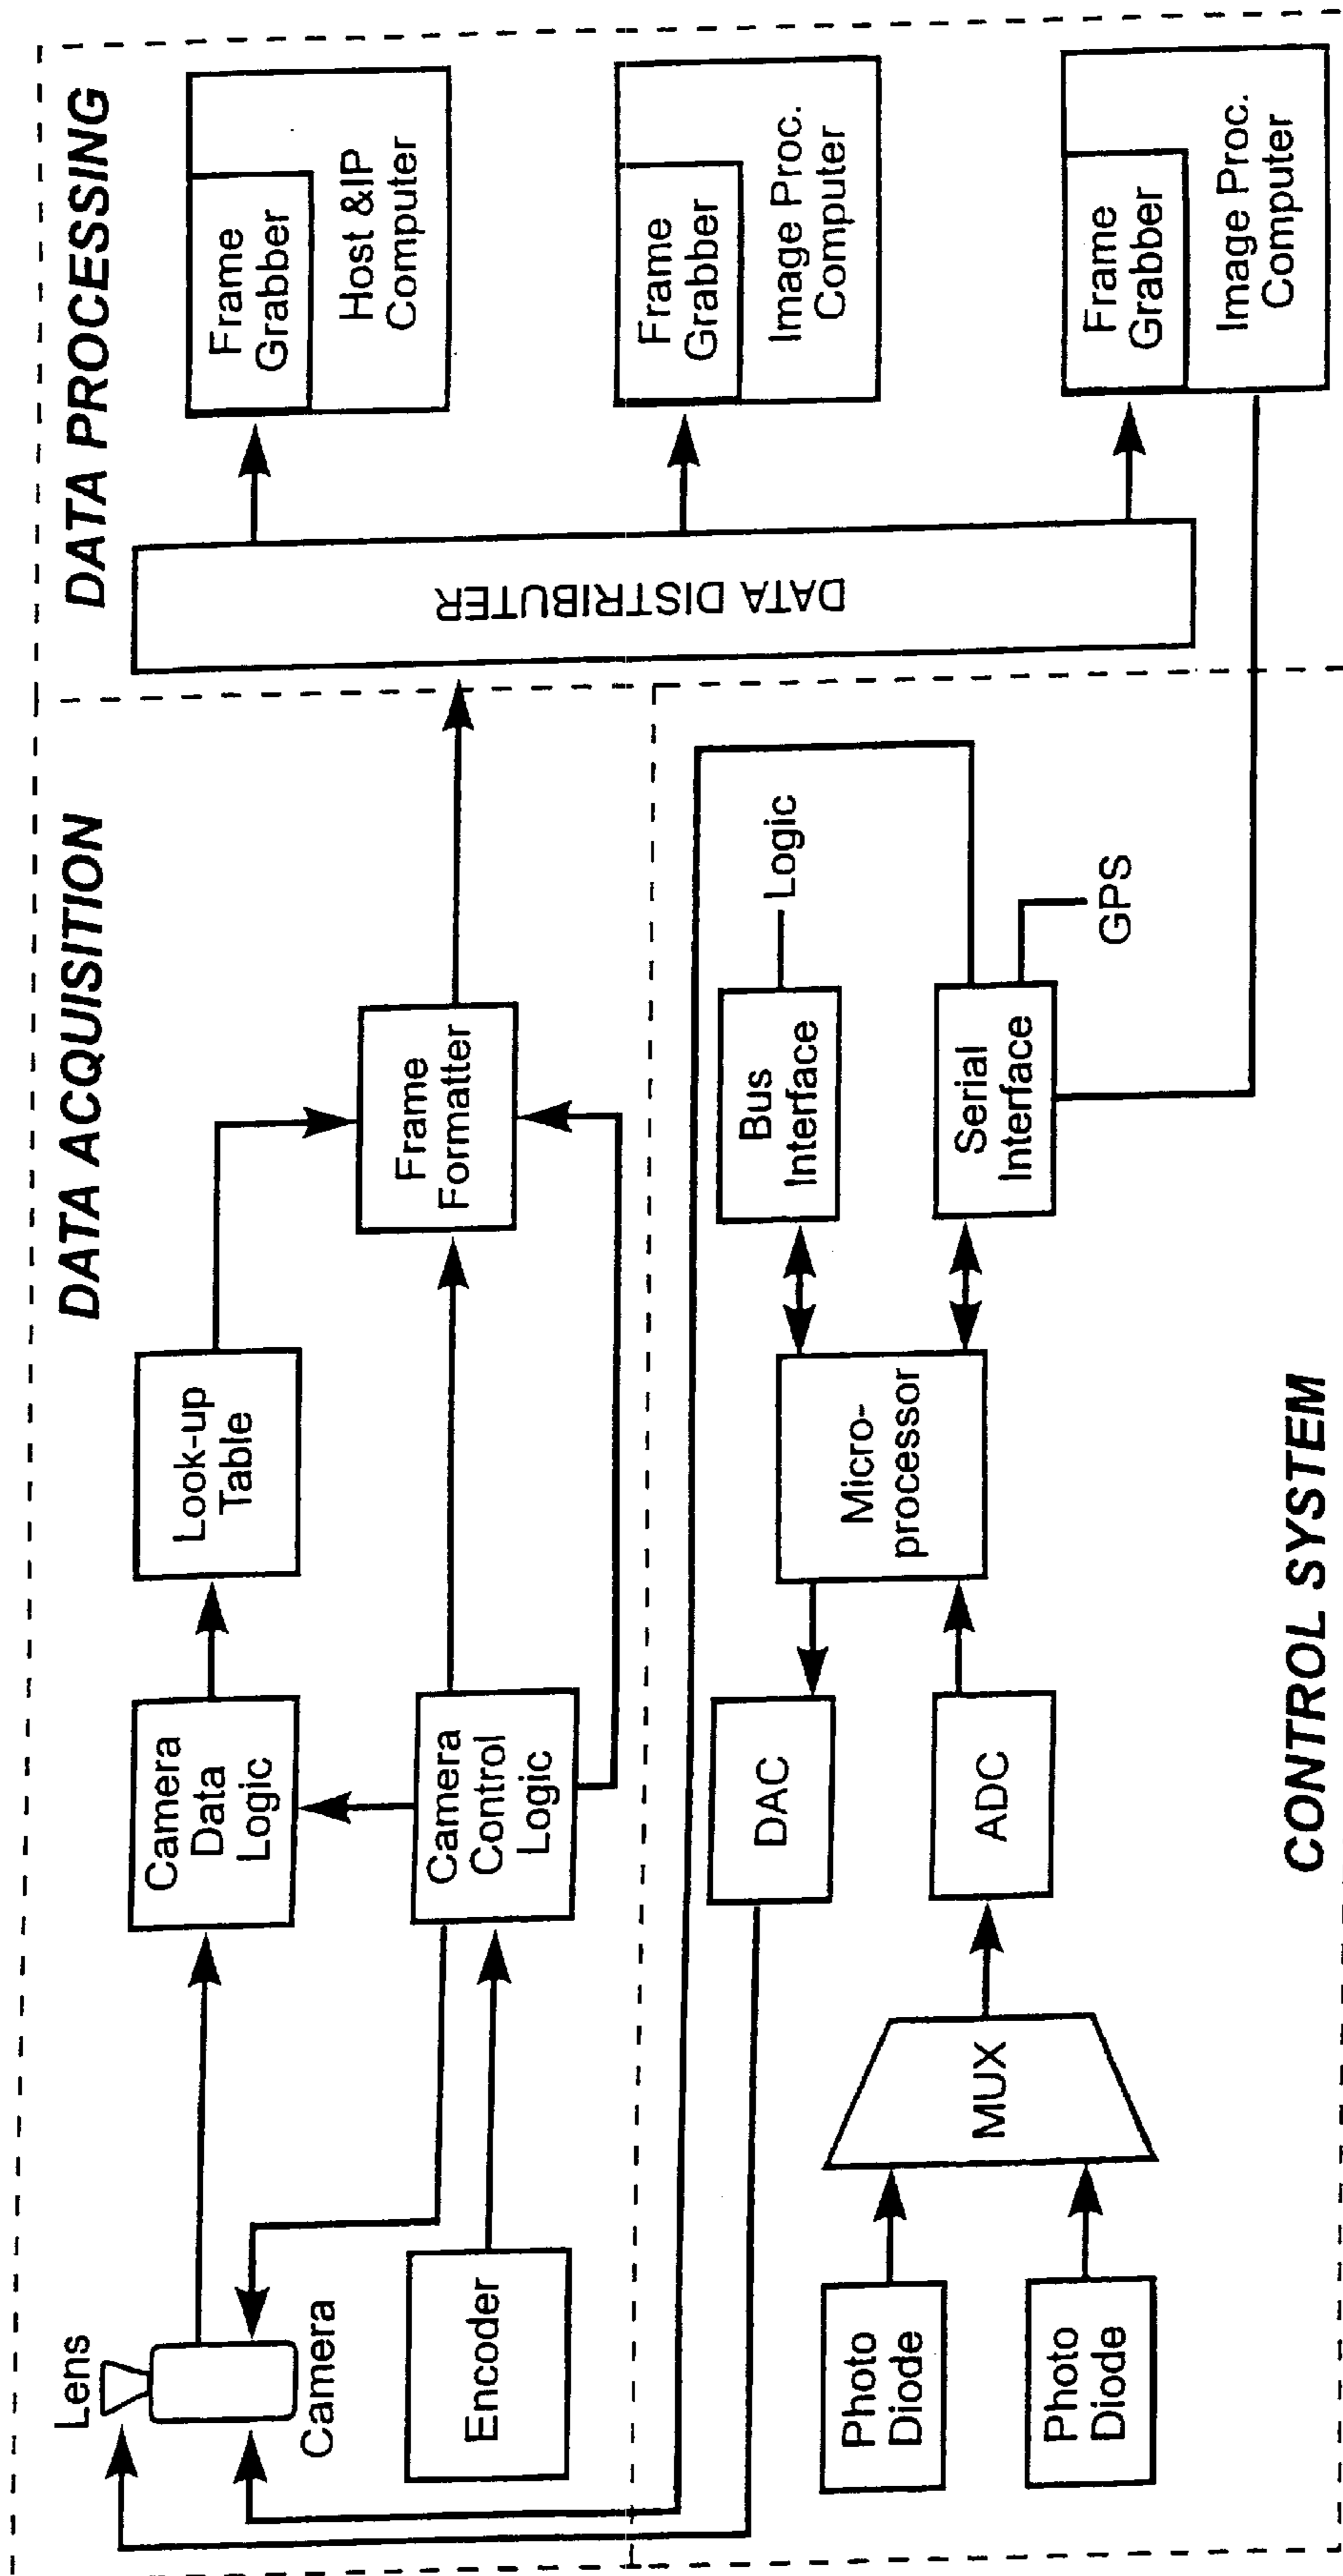 DATA ACQUISITION
DATA PROCESSING
Lens
Camera
Camera
Data
Logic
Look-up
Table
Encoder
Camera
Control
Logic
Frame
Formatter
DATA DISTRIBUTER
Frame
Grabber
Host &IP
Computer
Frame
Grabber
Image Proc.
Computer
Frame
Grabber
Image Proc.
Computer
Photo
Diode
Photo
Diode
MUX
DAC
ADC
Micro-
processor
Bus
Interface
Logic
Serial
Interface
GPS
CONTROL SYSTEM